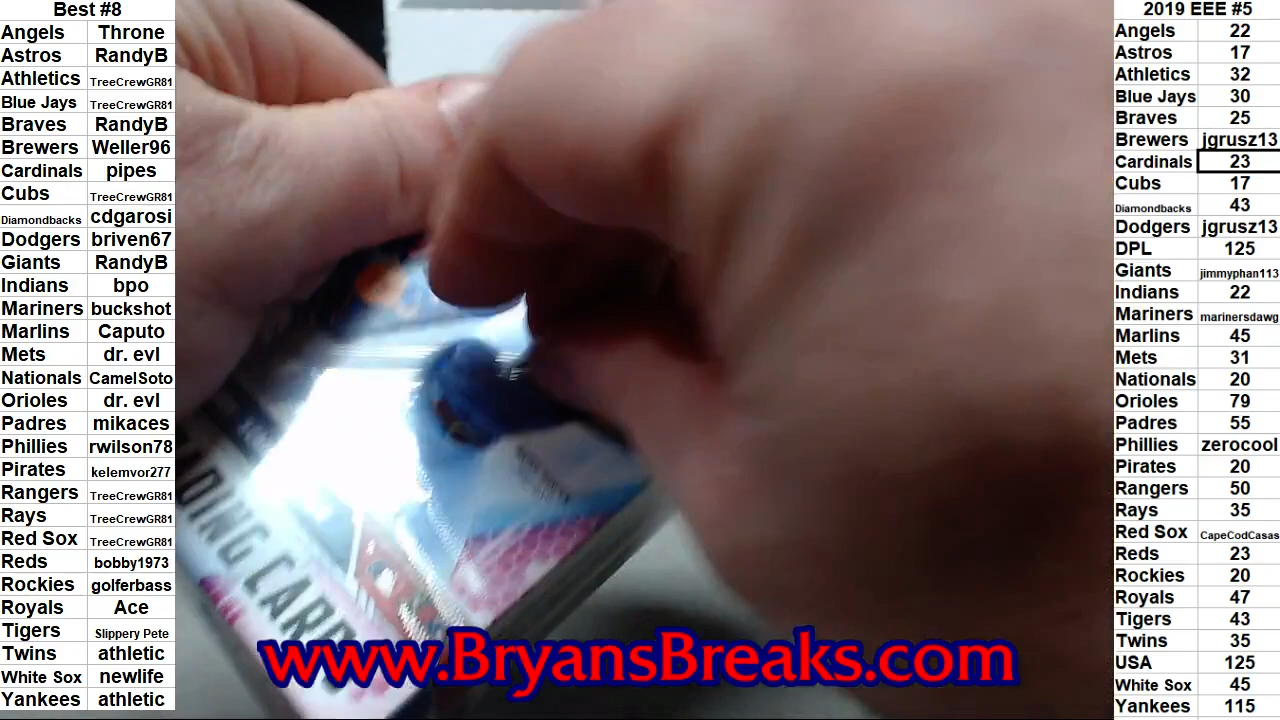 Best #8
Angels Throne
Astros RandyB
Athletics TreeCrewGR81
Blue Jays TreeCrewGR81
Braves RandyB
Brewers Weller96
Cardinals pipes
Cubs TreeCrewGR81
Diamondbacks cdgarosi
Dodgers briven67
Giants RandyB
Indians bpo
Mariners buckshot
Marlins Caputo
Mets dr. evl
Nationals CamelSoto
Orioles dr. evl
Padres mikaces
Phillies rwilson78
Pirates kelemvor277
Rangers TreeCrewGR81
Rays TreeCrewGR81
Red Sox TreeCrewGR81
Reds bobby1973
Rockies golferbass
Royals Ace
Tigers Slippery Pete
Twins athletic
White Sox newlife
Yankees athletic
DING CAR
www.BryansBreaks.com
2019 EEE #5
Angels 22
Astros 17
Athletics 32
Blue Jays 30
Braves 25
Brewers jgrusz13
Cardinals 23
Cubs 17
Diamondbacks 43
Dodgers jgrusz13
DPL 125
Giants jimmyphan113
Indians 22
Mariners marinersdawg
Marlins 45
Mets 31
Nationals 20
Orioles 79
Padres 55
Phillies zerocool
Pirates 20
Rangers 50
Rays 35
Red Sox CapeCodCasas
Reds 23
Rockies 20
Royals 47
Tigers 43
Twins 35
USA 125
White Sox 45
Yankees 115